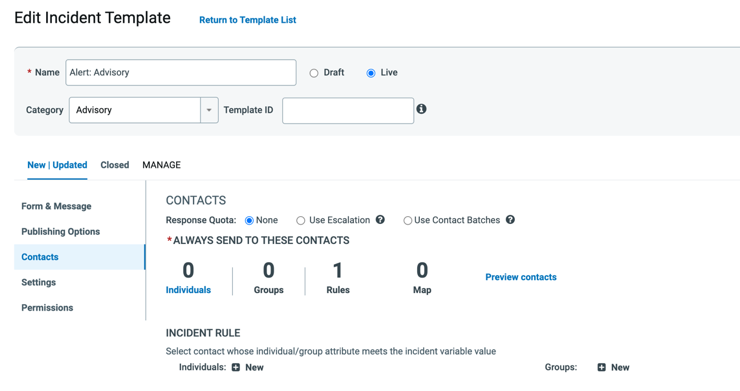 Edit Incident Template Return to Template List
* Name Alert: Advisory Draft Live
Category Advisory Template ID
New | Updated Closed MANAGE
Form & Message
Publishing Options
Contacts
Settings
Permissions
CONTACTS
Response Quota: None Use Escalation ? Use Contact Batches ?
*ALWAYS SEND TO THESE CONTACTS
0 0 1 0
Individuals Groups Rules Map Preview contacts
INCIDENT RULE
Select contact whose individual/group attribute meets the incident variable value
Individuals: + New Groups: + New